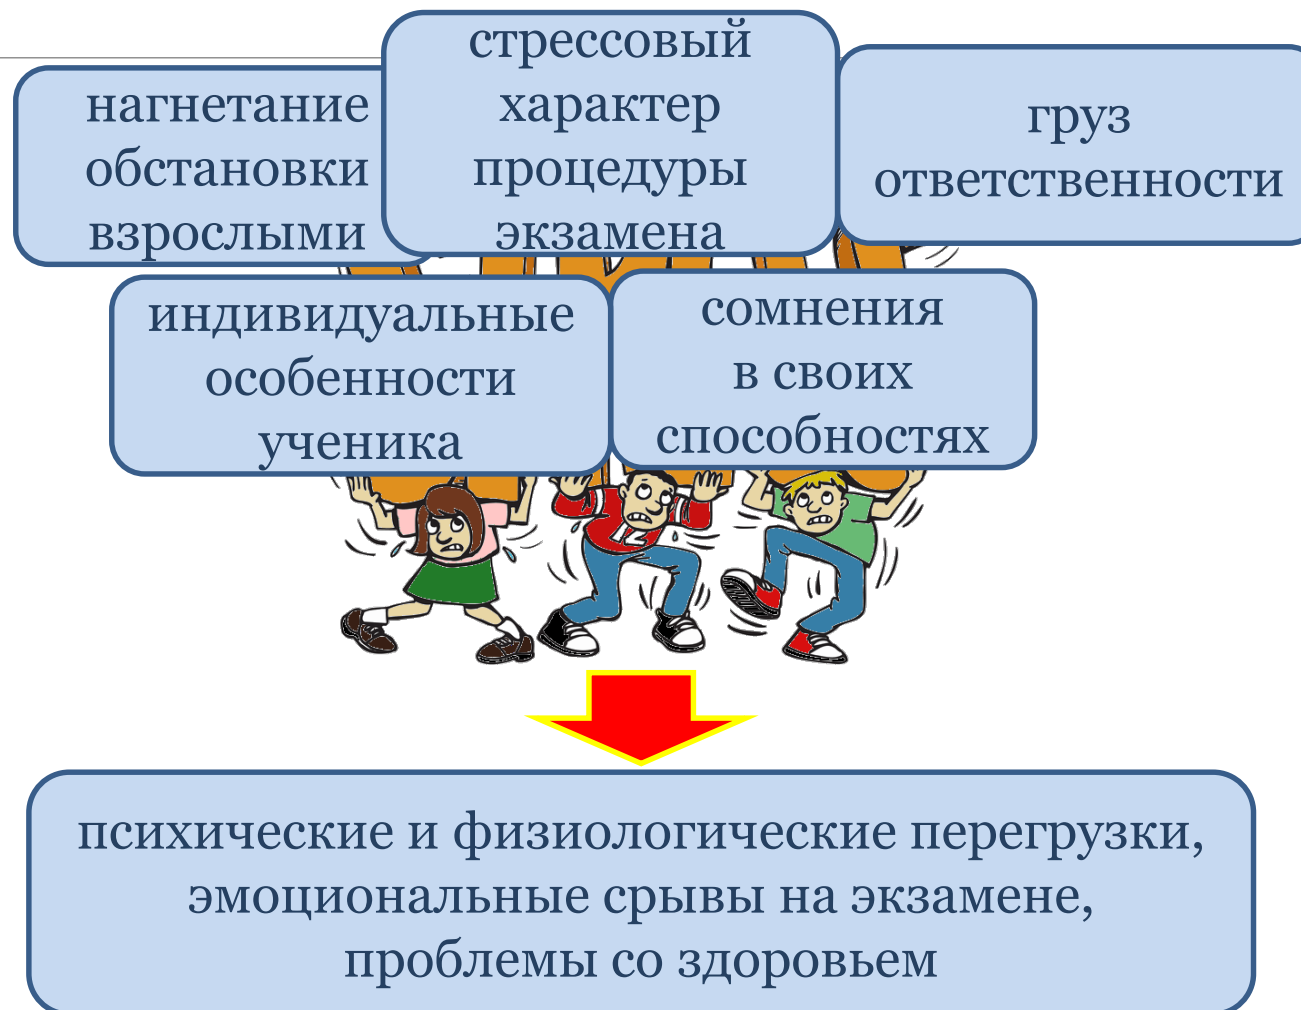 нагнетание
обстановки
взрослыми
стрессовый
характер
процедуры
экзамена
груз
ответственности
индивидуальные
особенности
ученика
сомнения
в своих
способностях
психические и физиологические перегрузки,
эмоциональные срывы на экзамене,
проблемы со здоровьем